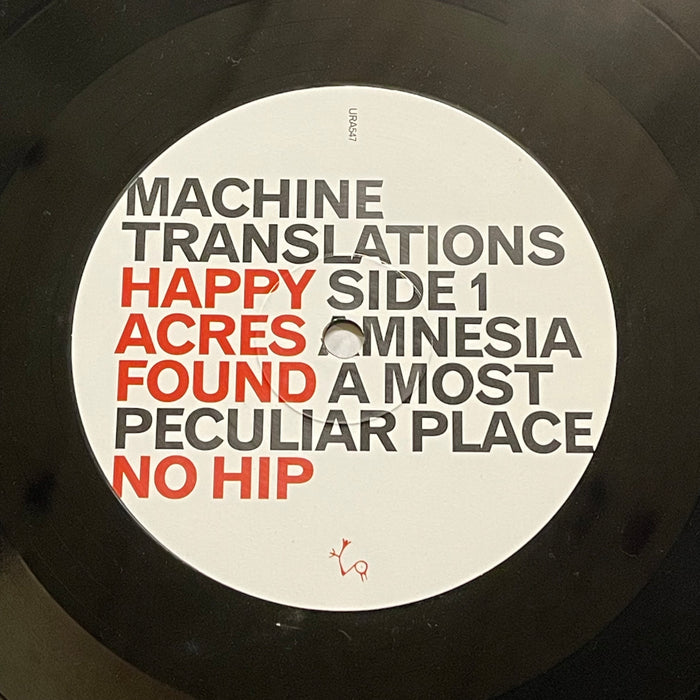 URA547
MACHINE
TRANSLATIONS
HAPPY SIDE 1
ACRES AMNESIA
FOUND A MOST
PECULIAR PLACE
NO HIP